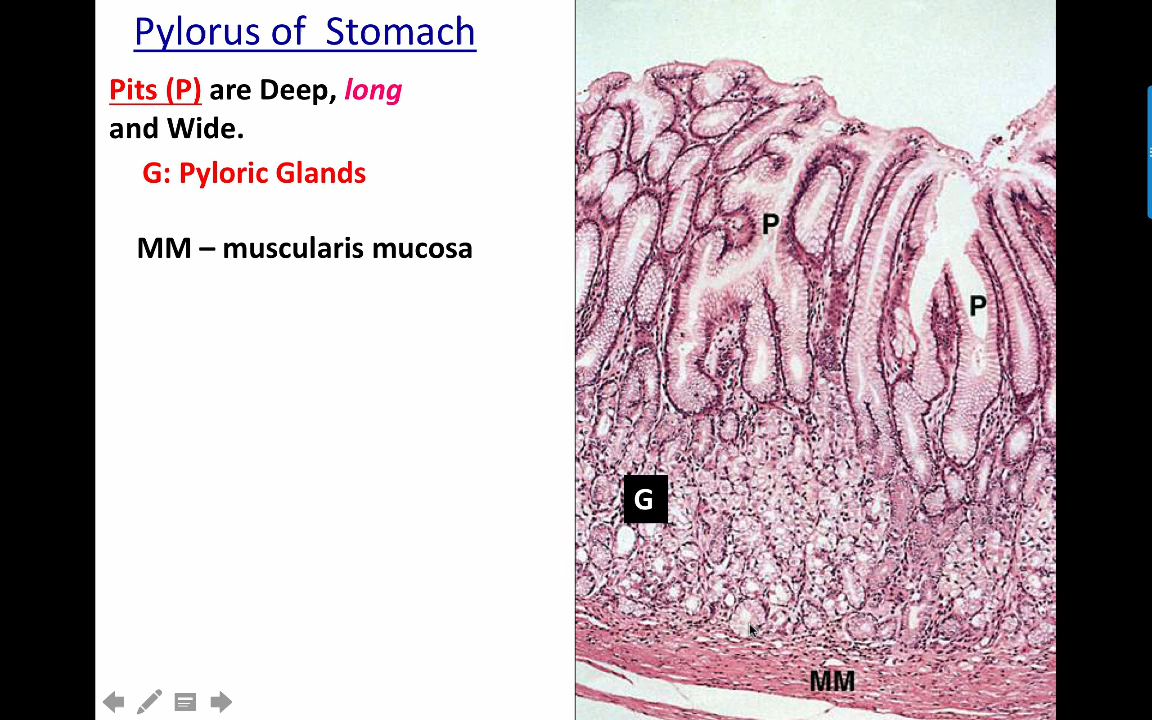 Pylorus of Stomach
Pits (P) are Deep, long
and Wide.
G: Pyloric Glands
MM – muscularis mucosa
P
P
G
MM